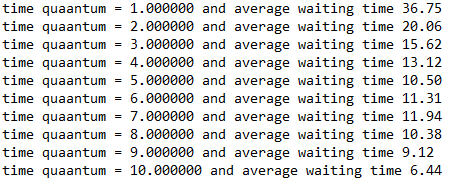 time quaantum = 1.000000 and average waiting time 36.75
time quaantum = 2.000000 and average waiting time 20.06
time quaantum = 3.000000 and average waiting time 15.62
time quaantum = 4.000000 and average waiting time 13.12
time quaantum = 5.000000 and average waiting time 10.50
time quaantum = 6.000000 and average waiting time 11.31
time quaantum = 7.000000 and average waiting time 11.94
time quaantum = 8.000000 and average waiting time 10.38
time quaantum = 9.000000 and average waiting time 9.12
time quaantum = 10.000000 and average waiting time 6.44